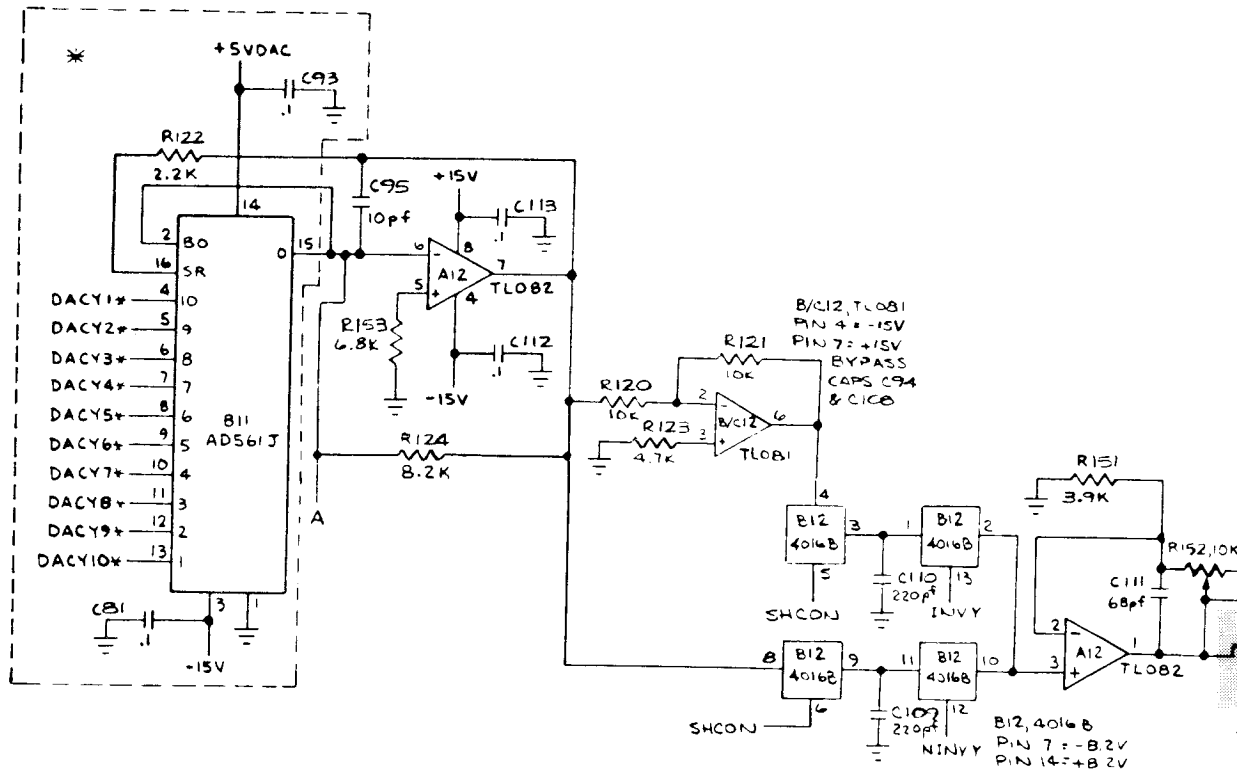 *
+5VDAC
C93
.1
R122
2.2K
C95
10pf
+15V
C113
.1
14
2 BO
15
O
16 SR
6 -
8
7
A12
5 +
4
TL082
DACY1* 4 10
DACY2* 5 9
DACY3* 6 8
DACY4* 7 7
DACY5* 8 6
DACY6* 9 5
DACY7* 10 4
DACY8* 11 3
DACY9* 12 2
DACY10* 13 1
B11
AD561J
R153
6.8K
C112
.1
-15V
B/C12, TL081
PIN 4 = -15V
PIN 7 = +15V
BYPASS
CAPS C94
& C108
R121
10K
R120
10K
2 -
6
B/C12
R123
4.7K
3 +
TL081
R124
8.2K
A
C81
.1
3
1
-15V
4
B12
4016B
3
5
SHCON
1
B12
4016B
2
13
C110
220pf
INVY
R151
3.9K
R152, 10K
C111
68pf
2 -
A12
1
3 +
TL082
8
B12
4016B
9
6
SHCON
11
B12
4016B
10
12
C109
220pf
NINVY
B12, 4016B
PIN 7 = -8.2V
PIN 14 = +8.2V